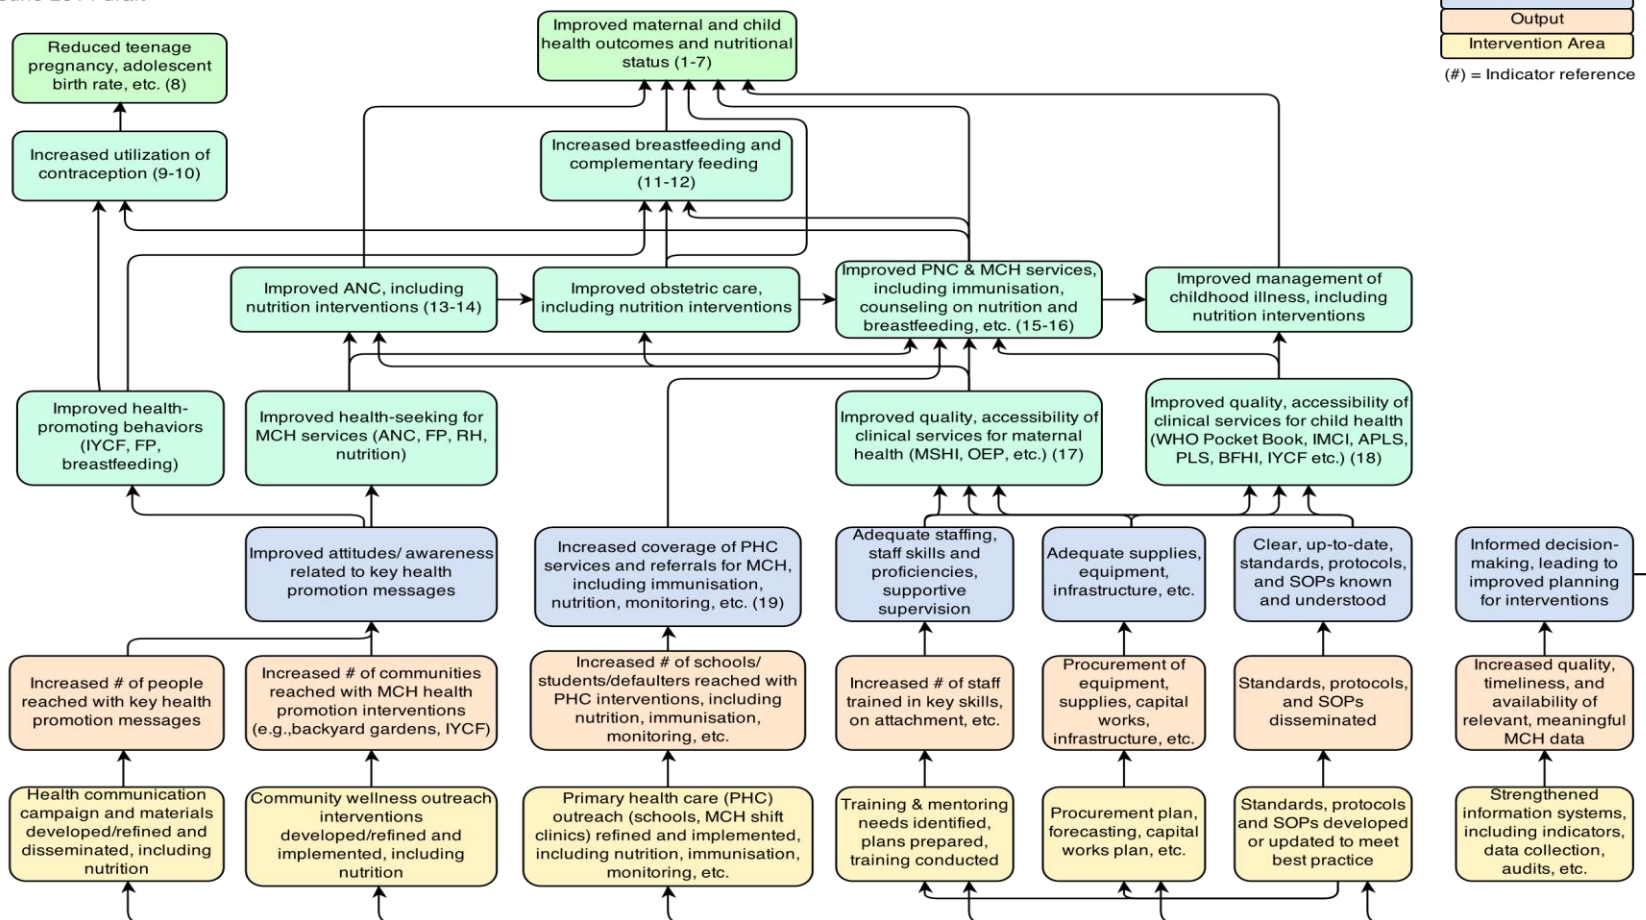 Output
Intervention Area
(#) = Indicator reference
Improved maternal and child
health outcomes and nutritional
status (1-7)
Reduced teenage
pregnancy, adolescent
birth rate, etc. (8)
Increased utilization of
contraception (9-10)
Increased breastfeeding and
complementary feeding
(11-12)
Improved ANC, including
nutrition interventions (13-14)
Improved obstetric care,
including nutrition interventions
Improved PNC & MCH services,
including immunisation,
counseling on nutrition and
breastfeeding, etc. (15-16)
Improved management of
childhood illness, including
nutrition interventions
Improved health-
promoting behaviors
(IYCF, FP,
breastfeeding)
Improved health-seeking for
MCH services (ANC, FP, RH,
nutrition)
Improved quality, accessibility of
clinical services for maternal
health (MSHI, OEP, etc.) (17)
Improved quality, accessibility of
clinical services for child health
(WHO Pocket Book, IMCI, APLS,
PLS, BFHI, IYCF etc.) (18)
Improved attitudes/ awareness
related to key health
promotion messages
Increased coverage of PHC
services and referrals for MCH,
including immunisation,
nutrition, monitoring, etc. (19)
Adequate staffing,
staff skills and
proficiencies,
supportive
supervision
Adequate supplies,
equipment,
infrastructure, etc.
Clear, up-to-date,
standards, protocols,
and SOPs known
and understood
Informed decision-
making, leading to
improved planning
for interventions
Increased # of people
reached with key health
promotion messages
Increased # of communities
reached with MCH health
promotion interventions
(e.g.,backyard gardens, IYCF)
Increased # of schools/
students/defaulters reached with
PHC interventions, including
nutrition, immunisation,
monitoring, etc.
Increased # of staff
trained in key skills,
on attachment, etc.
Procurement of
equipment,
supplies, capital
works,
infrastructure, etc.
Standards, protocols,
and SOPs
disseminated
Increased quality,
timeliness, and
availability of
relevant, meaningful
MCH data
Health communication
campaign and materials
developed/refined and
disseminated, including
nutrition
Community wellness outreach
interventions
developed/refined and
implemented, including
nutrition
Primary health care (PHC)
outreach (schools, MCH shift
clinics) refined and implemented,
including nutrition, immunisation,
monitoring, etc.
Training & mentoring
needs identified,
plans prepared,
training conducted
Procurement plan,
forecasting, capital
works plan, etc.
Standards, protocols
and SOPs developed
or updated to meet
best practice
Strengthened
information systems,
including indicators,
data collection,
audits, etc.